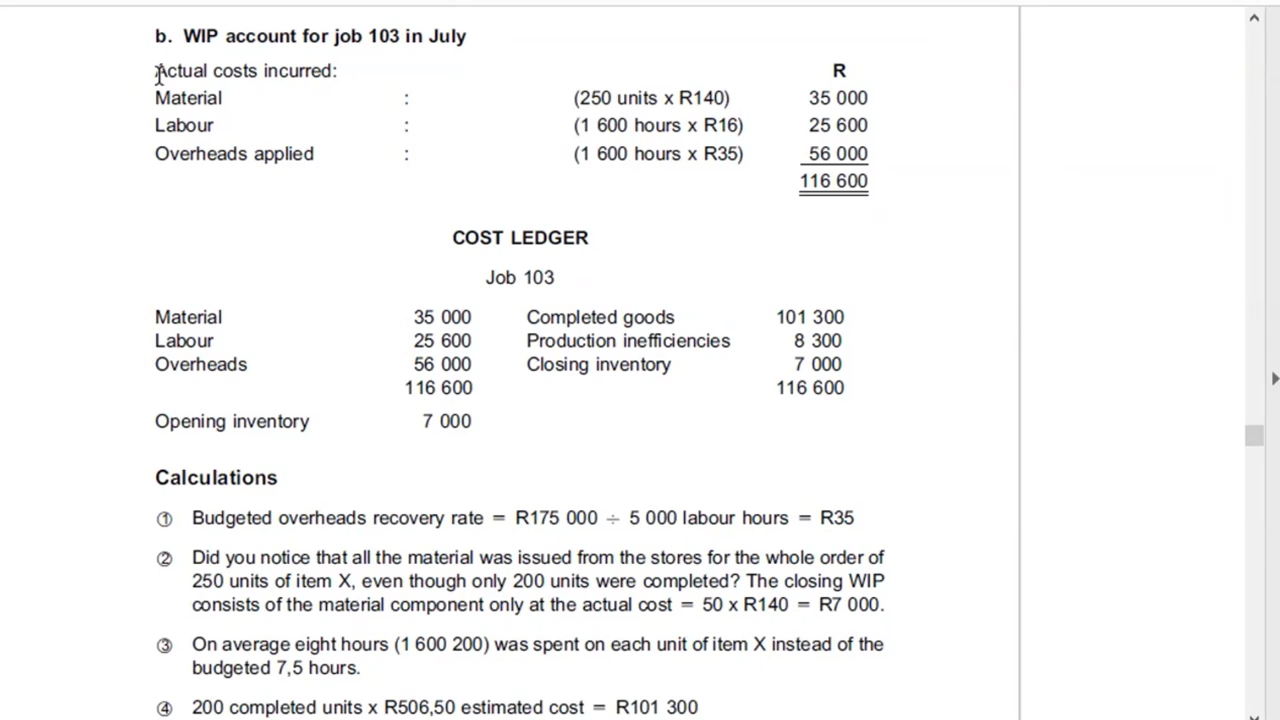 b. WIP account for job 103 in July
Actual costs incurred: R
Material : (250 units x R140) 35 000
Labour : (1 600 hours x R16) 25 600
Overheads applied : (1 600 hours x R35) 56 000
116 600
COST LEDGER
Job 103
Material 35 000 Completed goods 101 300
Labour 25 600 Production inefficiencies 8 300
Overheads 56 000 Closing inventory 7 000
116 600 116 600
Opening inventory 7 000
Calculations
① Budgeted overheads recovery rate = R175 000 ÷ 5 000 labour hours = R35
② Did you notice that all the material was issued from the stores for the whole order of
250 units of item X, even though only 200 units were completed? The closing WIP
consists of the material component only at the actual cost = 50 x R140 = R7 000.
③ On average eight hours (1 600 200) was spent on each unit of item X instead of the
budgeted 7,5 hours.
④ 200 completed units x R506,50 estimated cost = R101 300